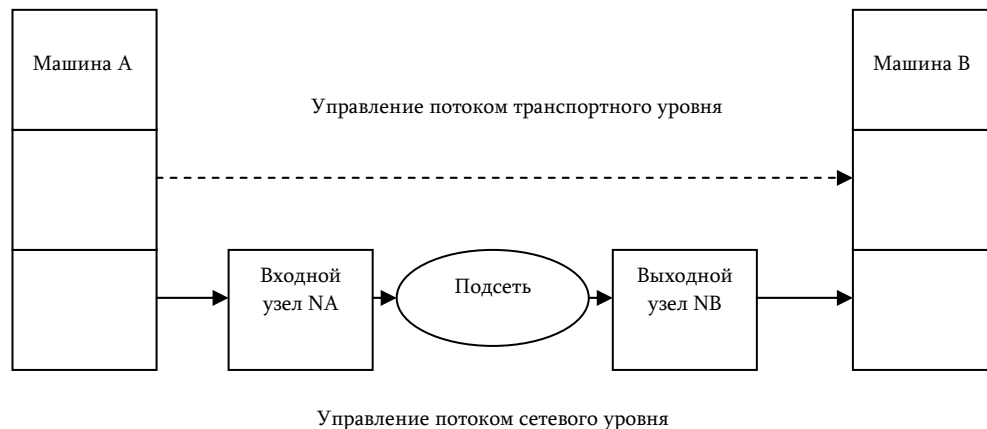 Машина A
Машина B
Управление потоком транспортного уровня
Входной
узел NA
Подсеть
Выходной
узел NB
Управление потоком сетевого уровня